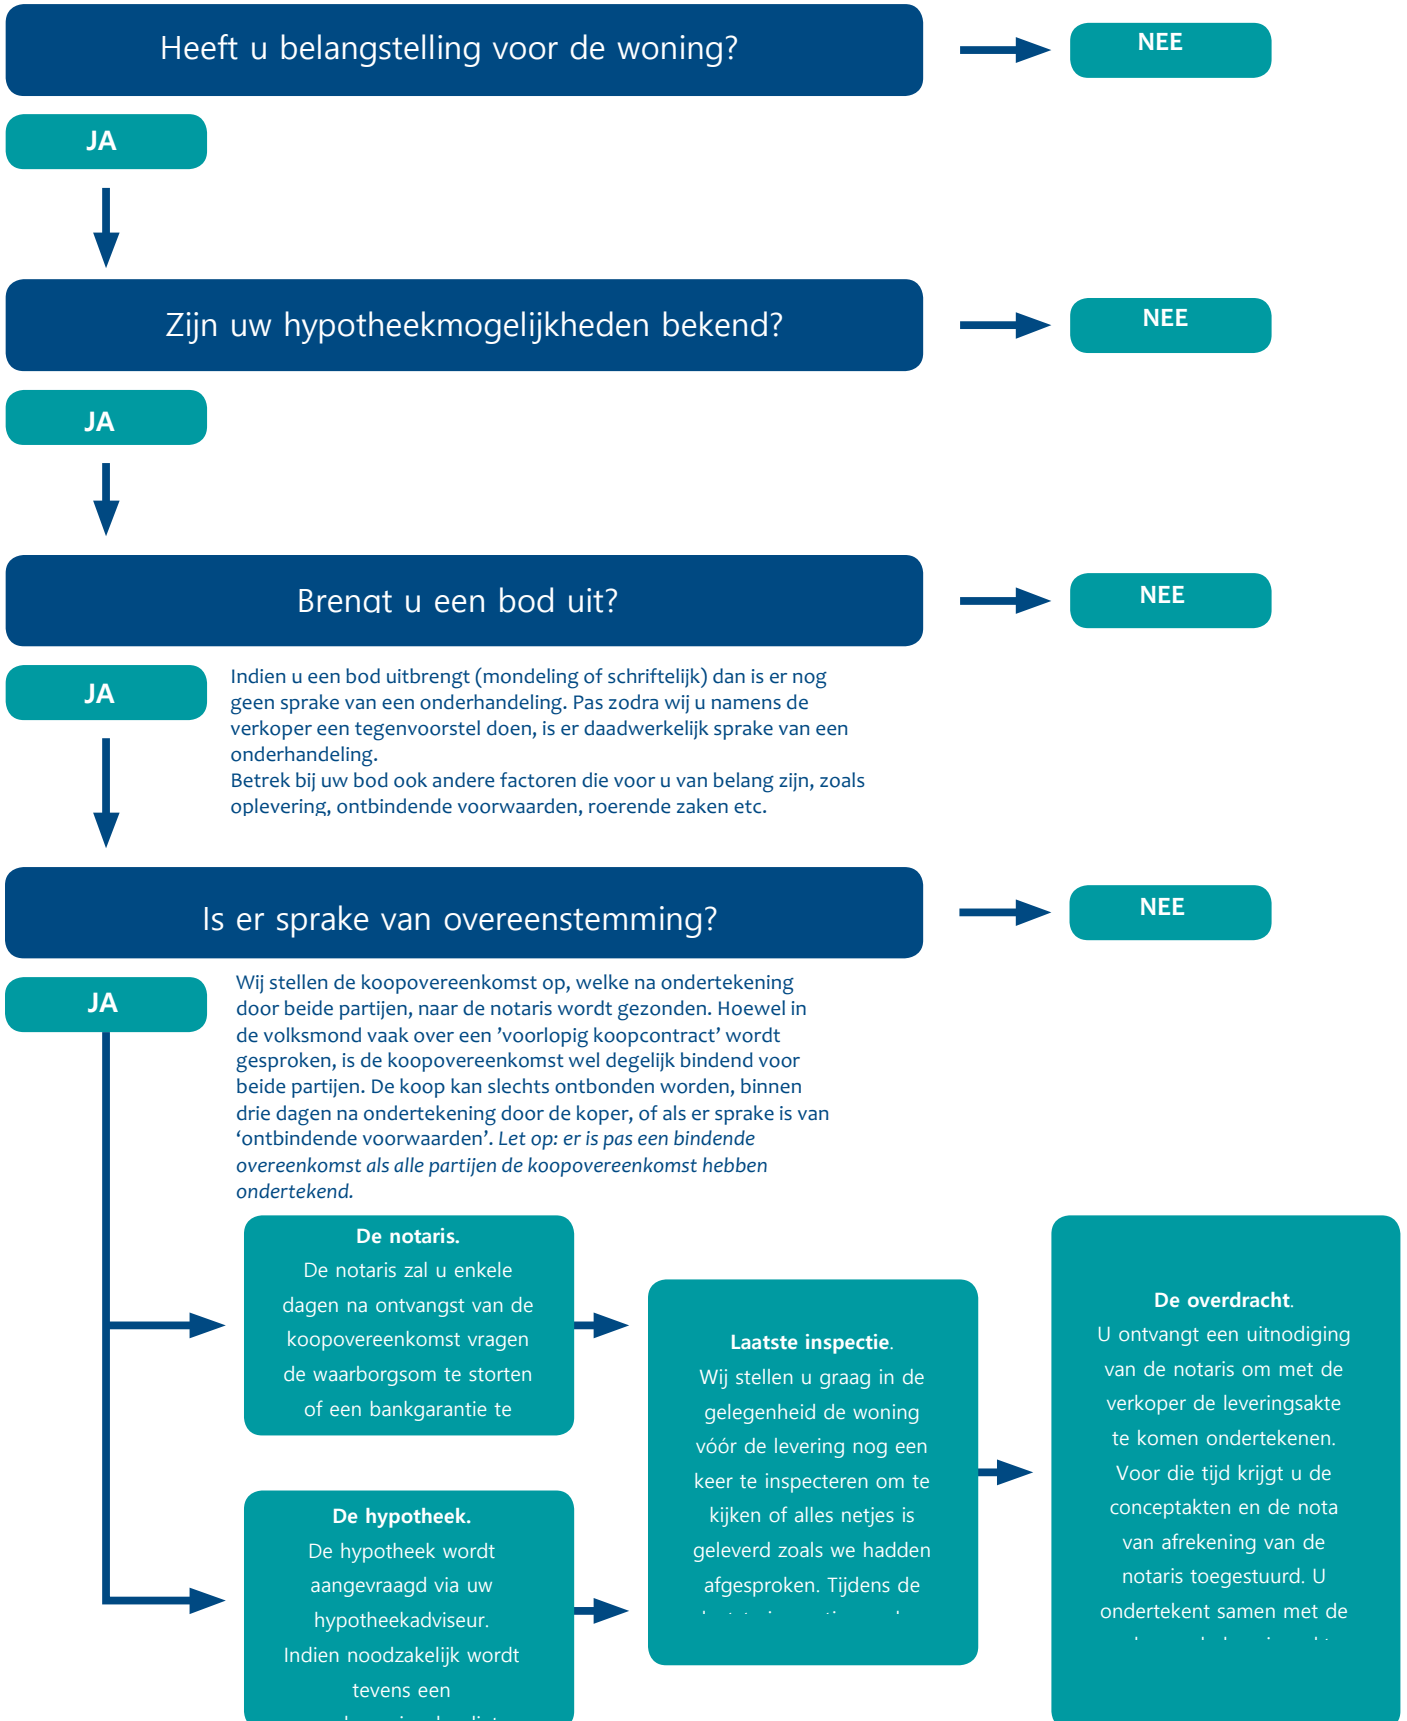 Heeft u belangstelling voor de woning?
NEE
JA
Zijn uw hypotheekmogelijkheden bekend?
NEE
JA
Brengt u een bod uit?
NEE
JA
Indien u een bod uitbrengt (mondeling of schriftelijk) dan is er nog
geen sprake van een onderhandeling. Pas zodra wij u namens de
verkoper een tegenvoorstel doen, is er daadwerkelijk sprake van een
onderhandeling.
Betrek bij uw bod ook andere factoren die voor u van belang zijn, zoals
oplevering, ontbindende voorwaarden, roerende zaken etc.
Is er sprake van overeenstemming?
NEE
JA
Wij stellen de koopovereenkomst op, welke na ondertekening
door beide partijen, naar de notaris wordt gezonden. Hoewel in
de volksmond vaak over een ’voorlopig koopcontract’ wordt
gesproken, is de koopovereenkomst wel degelijk bindend voor
beide partijen. De koop kan slechts ontbonden worden, binnen
drie dagen na ondertekening door de koper, of als er sprake is van
‘ontbindende voorwaarden’. Let op: er is pas een bindende
overeenkomst als alle partijen de koopovereenkomst hebben
ondertekend.
De notaris.
De notaris zal u enkele
dagen na ontvangst van de
koopovereenkomst vragen
de waarborgsom te storten
of een bankgarantie te
De hypotheek.
De hypotheek wordt
aangevraagd via uw
hypotheekadviseur.
Indien noodzakelijk wordt
tevens een
Laatste inspectie.
Wij stellen u graag in de
gelegenheid de woning
vóór de levering nog een
keer te inspecteren om te
kijken of alles netjes is
geleverd zoals we hadden
afgesproken. Tijdens de
De overdracht.
U ontvangt een uitnodiging
van de notaris om met de
verkoper de leveringsakte
te komen ondertekenen.
Voor die tijd krijgt u de
conceptakten en de nota
van afrekening van de
notaris toegestuurd. U
ondertekent samen met de